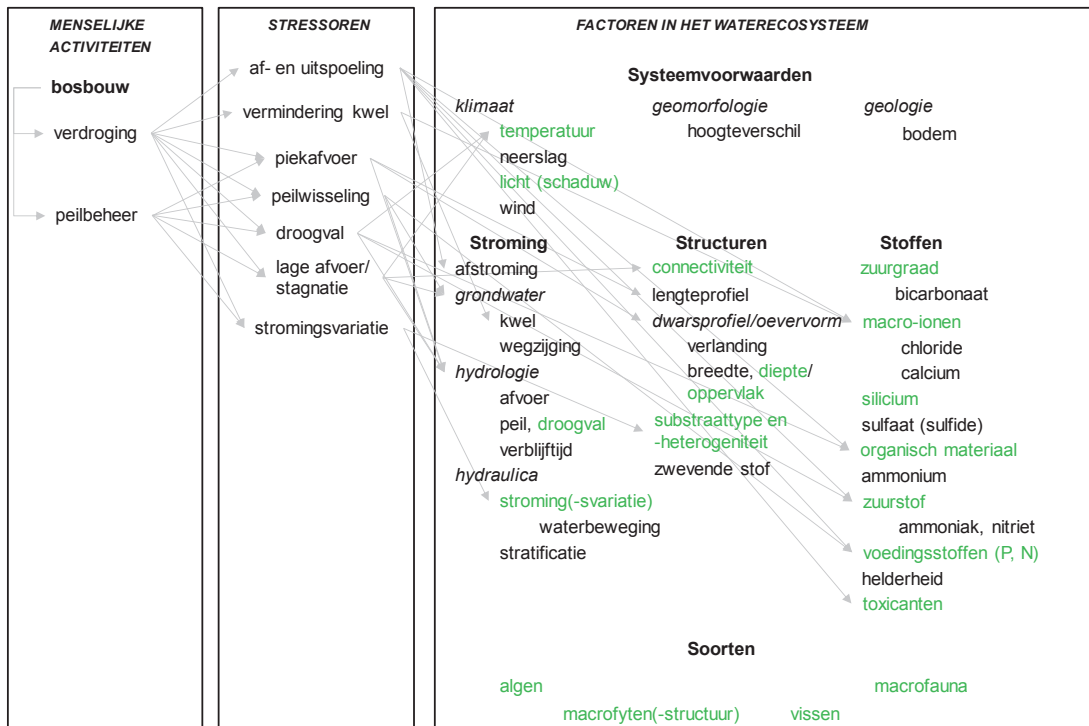 MENSELIJKE
ACTIVITEITEN
bosbouw
verdroging
peilbeheer
STRESSOREN
af- en uitspoeling
vermindering kwel
piekafvoer
peilwisseling
droogval
lage afvoer/
stagnatie
stromingsvariatie
FACTOREN IN HET WATERECOSYSTEEM
Systeemvoorwaarden
klimaat
temperatuur
neerslag
licht (schaduw.)
wind
geomorfologie
hoogteverschil
geologie
bodem
Stroming
afstroming
grondwater
kwel
wegzijging
hydrologie
afvoer
peil, droogval
verblijftijd
hydraulica
stroming(-svariatie)
waterbeweging
stratificatie
Structuren
connectiviteit
lengteprofiel
dwarsprofiel/oevervorm
verlanding
breedte, diepte/
oppervlak
substraattype en
-heterogeniteit
zwevende stof
Stoffen
zuurgraad
bicarbonaat
macro-ionen
chloride
calcium
silicium
sulfaat (sulfide)
organisch materiaal
ammonium
zuurstof
ammoniak, nitriet
voedingsstoffen (P, N)
helderheid
toxicanten
Soorten
algen
macrofauna
macrofyten(-structuur)
vissen